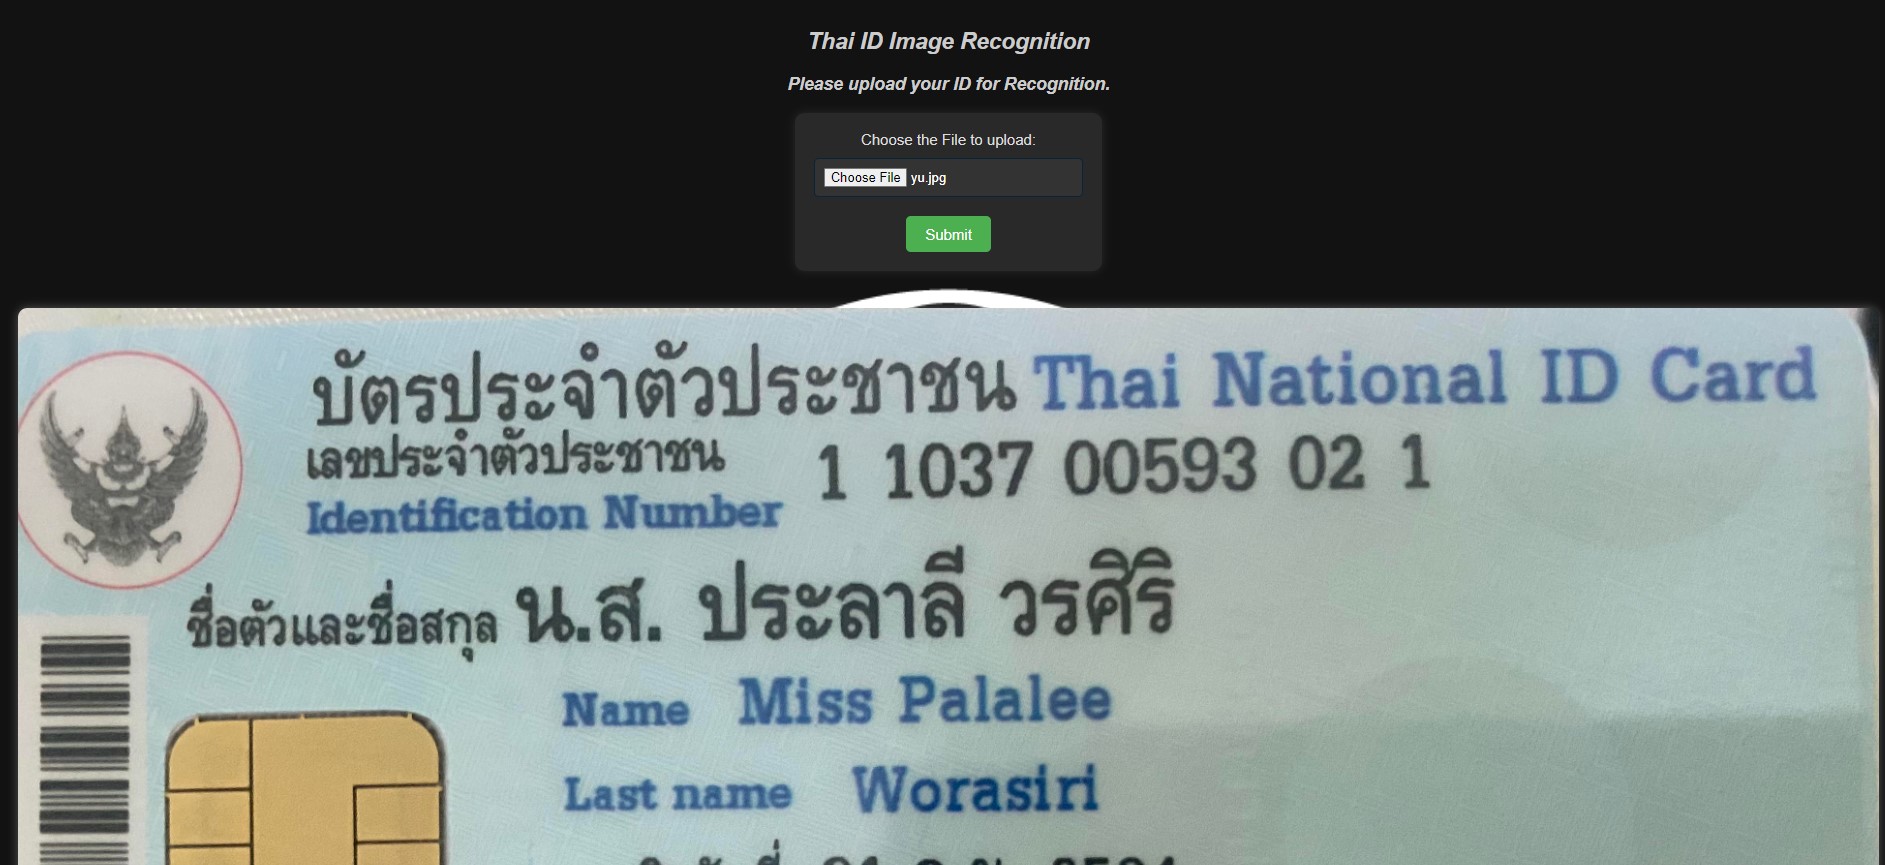 Thai ID Image Recognition
Please upload your ID for Recognition.
Choose the File to upload:
Choose File yu.jpg
Submit
บัตรประจำตัวประชาชน Thai National ID Card
เลขประจำตัวประชาชน 1 1037 00593 02 1
Identification Number
ชื่อตัวและชื่อสกุล น.ส. ประลาลี วรศิริ
Name Miss Palalee
Last name Worasiri